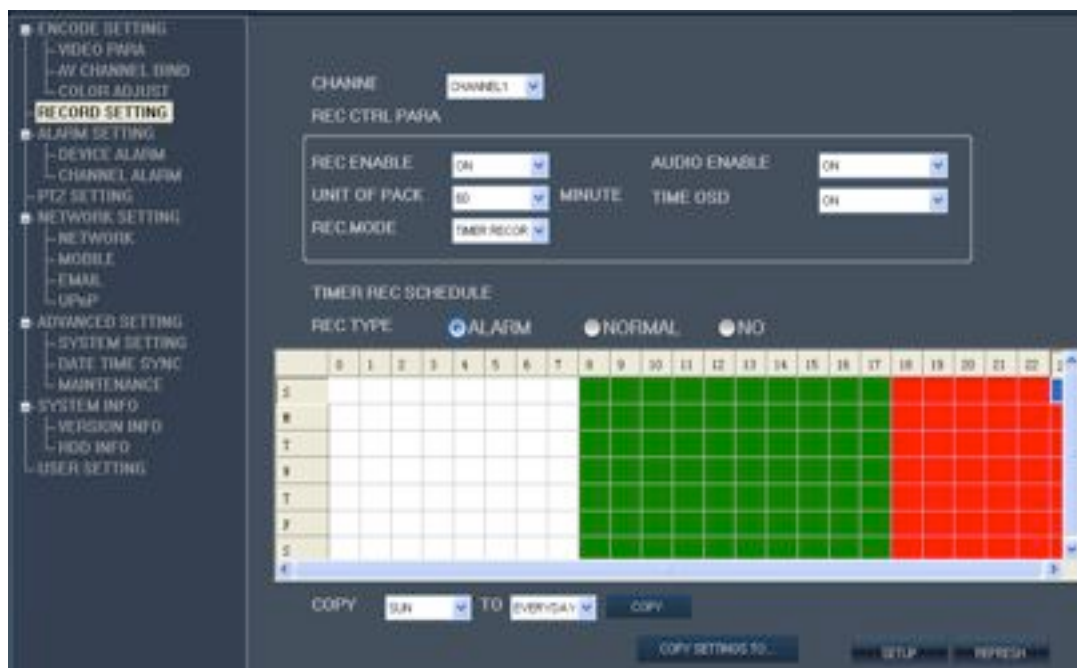 ENCODE SETTING
VIDEO PARA
AV CHANNEL BIND
COLOR ADJUST
RECORD SETTING
ALARM SETTING
DEVICE ALARM
CHANNEL ALARM
PTZ SETTING
NETWORK SETTING
NETWORK
MOBILE
EMAIL
UPnP
ADVANCED SETTING
SYSTEM SETTING
DATE TIME SYNC
MAINTENANCE
SYSTEM INFO
VERSION INFO
HDD INFO
USER SETTING
CHANNE CHANNEL1
REC CTRL PARA
REC ENABLE ON AUDIO ENABLE ON
UNIT OF PACK 60 MINUTE TIME OSD ON
REC.MODE TIMER RECOR
TIMER REC SCHEDULE
REC TYPE ALARM NORMAL NO
0 1 2 3 4 5 6 7 8 9 10 11 12 13 14 15 16 17 18 19 20 21 22
S
M
T
W
T
F
S
COPY SUN TO EVERYDAY COPY
COPY SETTINGS TO...
SETUP REFRESH